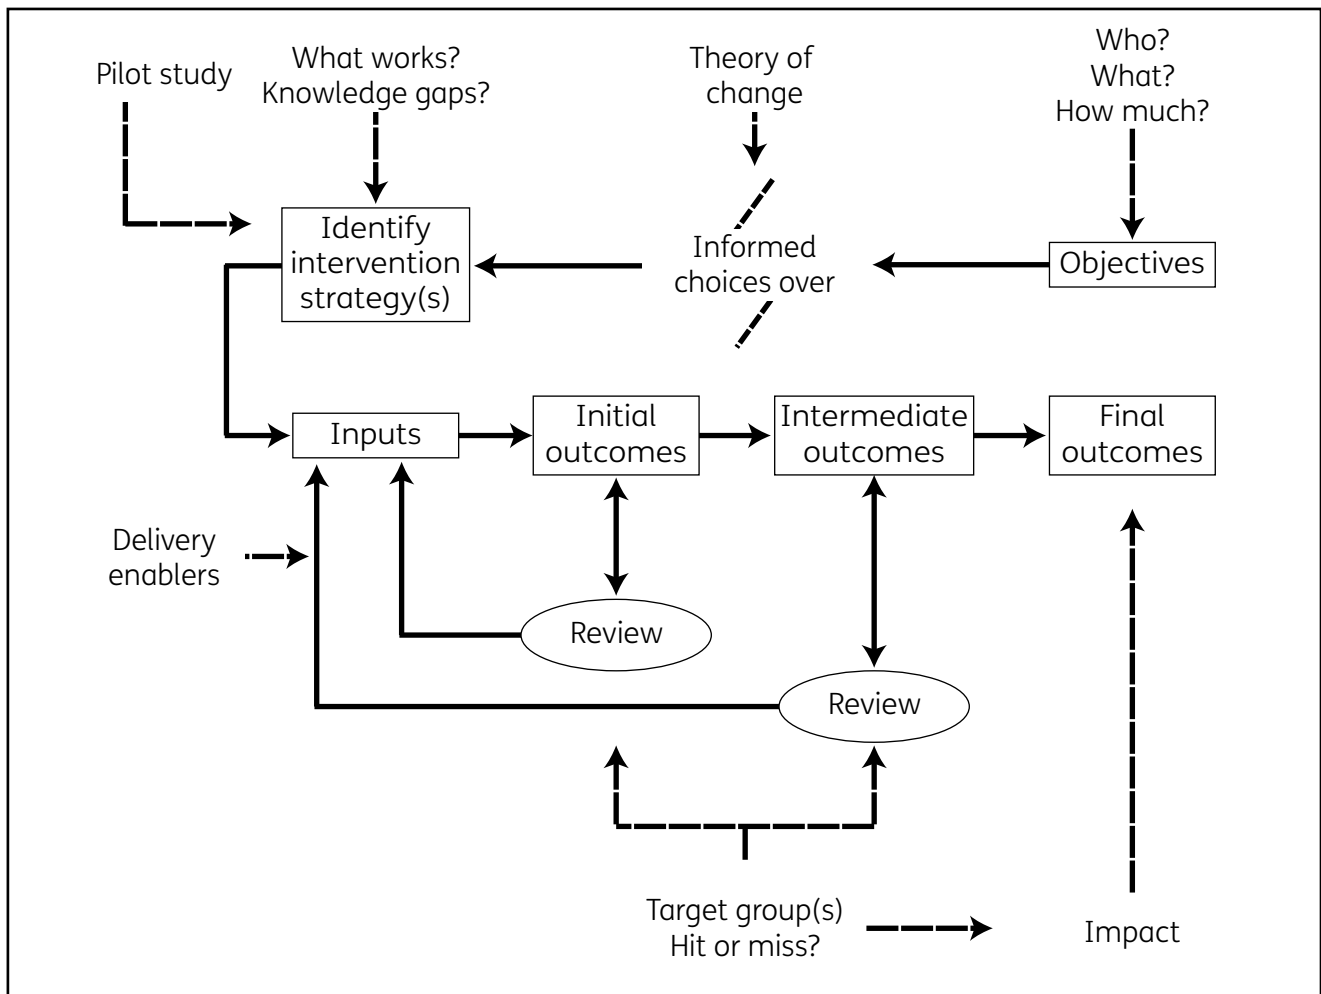 Pilot study
What works?
Knowledge gaps?
Theory of
change
Who?
What?
How much?
Identify
intervention
strategy(s)
Informed
choices over
Objectives
Inputs
Initial
outcomes
Intermediate
outcomes
Final
outcomes
Delivery
enablers
Review
Review
Target group(s)
Hit or miss?
Impact